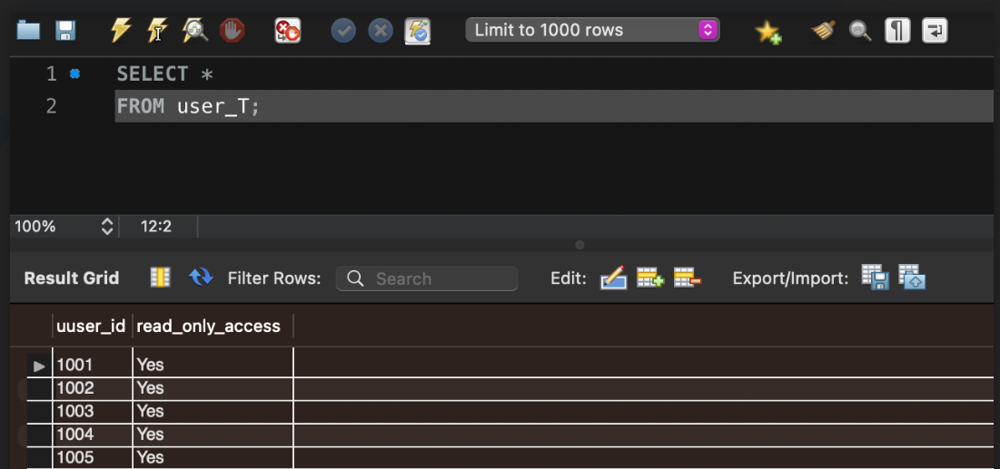 Limit to 1000 rows
1 SELECT *
2 FROM user_T;
100% 12:2
Result Grid Filter Rows: Search Edit: Export/Import:
uuser_id read_only_access
1001 Yes
1002 Yes
1003 Yes
1004 Yes
1005 Yes